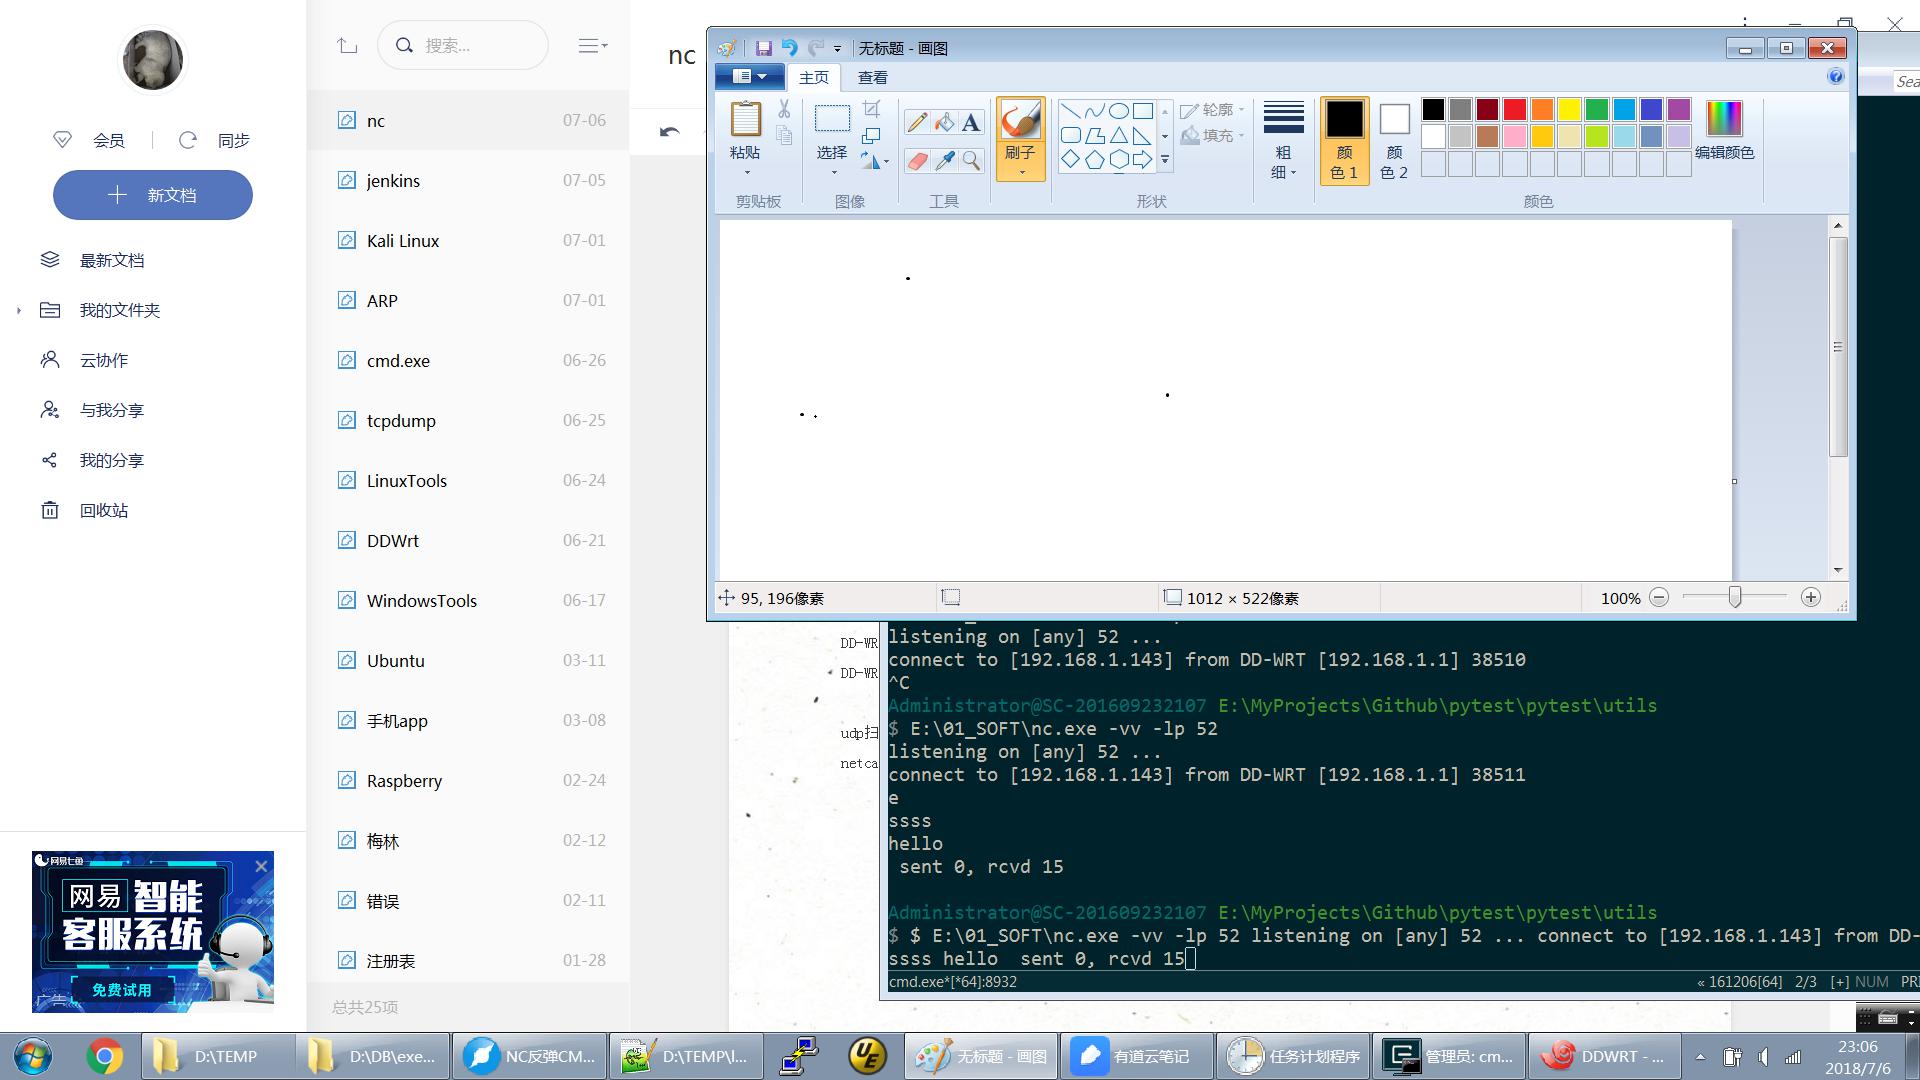 会员
同步
新文档
最新文档
我的文件夹
云协作
与我分享
我的分享
回收站
网易七鱼
网易 智能
客服系统
免费试用
广告
搜索...
nc 07-06
jenkins 07-05
Kali Linux 07-01
ARP 07-01
cmd.exe 06-26
tcpdump 06-25
LinuxTools 06-24
DDWrt 06-21
WindowsTools 06-17
Ubuntu 03-11
手机app 03-08
Raspberry 02-24
梅林 02-12
错误 02-11
注册表 01-28
总共25项
nc
无标题 - 画图
主页 查看
粘贴
选择
刷子
轮廓
填充
粗
细
颜
色 1
颜
色 2
编辑颜色
剪贴板
图像
工具
形状
颜色
95, 196像素
1012 × 522像素
100%
Sea
DD-WR
DD-WR
udp扫
netca
listening on [any] 52 ...
connect to [192.168.1.143] from DD-WRT [192.168.1.1] 38510
^C
Administrator@SC-201609232107 E:\MyProjects\Github\pytest\pytest\utils
$ E:\01_SOFT\nc.exe -vv -lp 52
listening on [any] 52 ...
connect to [192.168.1.143] from DD-WRT [192.168.1.1] 38511
e
ssss
hello
sent 0, rcvd 15
Administrator@SC-201609232107 E:\MyProjects\Github\pytest\pytest\utils
$ $ E:\01_SOFT\nc.exe -vv -lp 52 listening on [any] 52 ... connect to [192.168.1.143] from DD-
ssss hello  sent 0, rcvd 15
cmd.exe*[*64]:8932
« 161206[64] 2/3 [+] NUM PRI
D:\TEMP
D:\DB\exe...
NC反弹CM...
D:\TEMP\l...
UE
无标题 - 画图
有道云笔记
任务计划程序
管理员: cm...
DDWRT - ...
23:06
2018/7/6